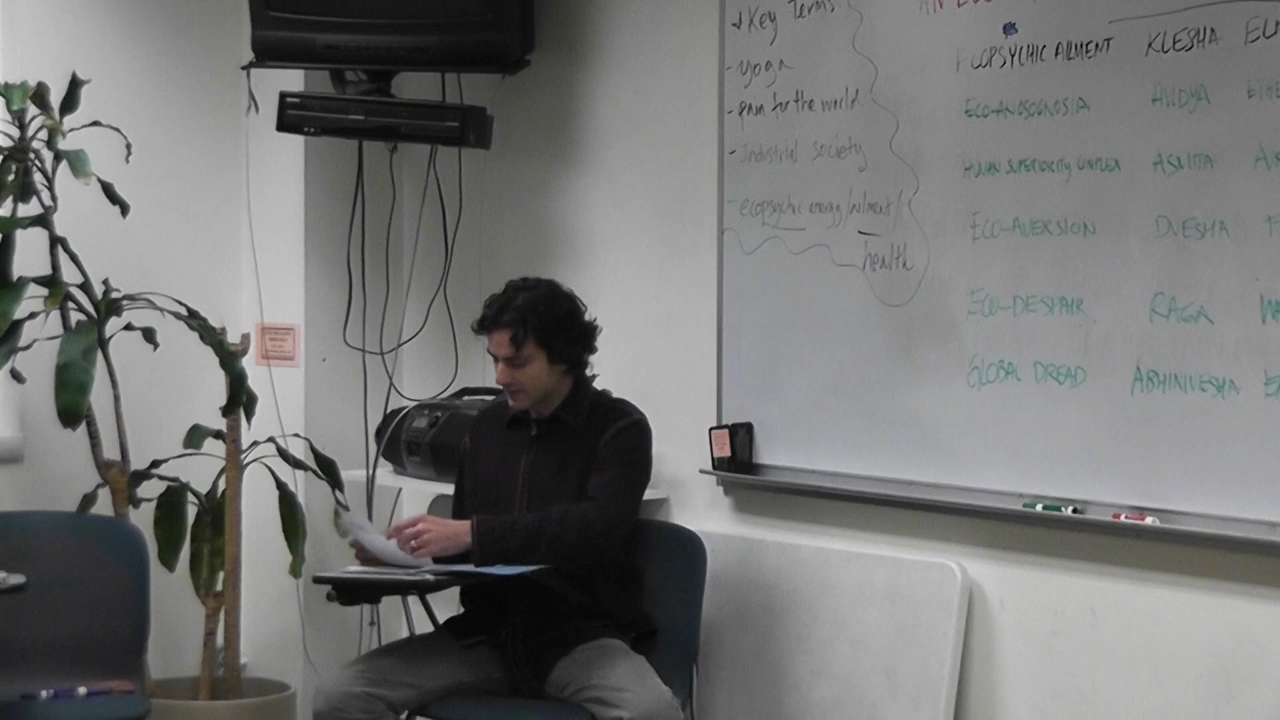 Key Terms
- yoga
- pain for the world
- Industrial society
- ecopsychic energy/ailment/
health
ECOPSYCHIC AILMENT KLESHA
ECO-ANOSOGNOSIA AVIDYA
HUMAN SUPERIORITY COMPLEX ASMITA
ECO-AVERSION DVESHA
ECO-DESPAIR RAGA
GLOBAL DREAD ABHINIVESHA